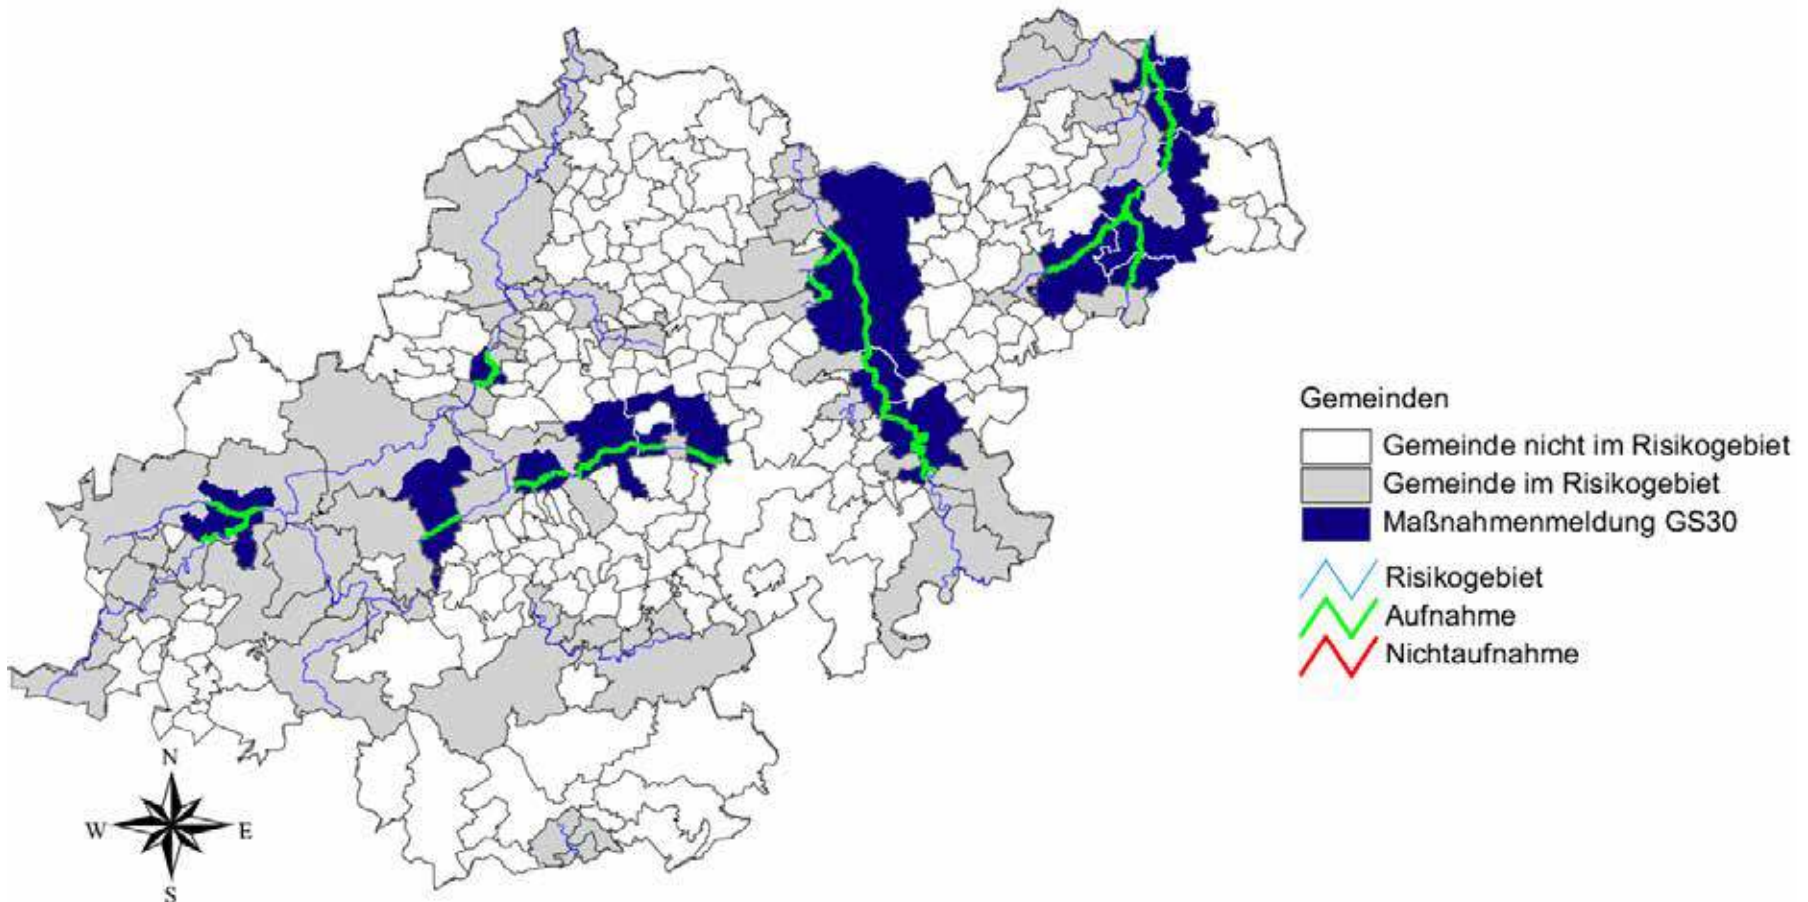 Gemeinden
Gemeinde nicht im Risikogebiet
Gemeinde im Risikogebiet
Maßnahmenmeldung GS30
Risikogebiet
Aufnahme
Nichtaufnahme
N
W E
S